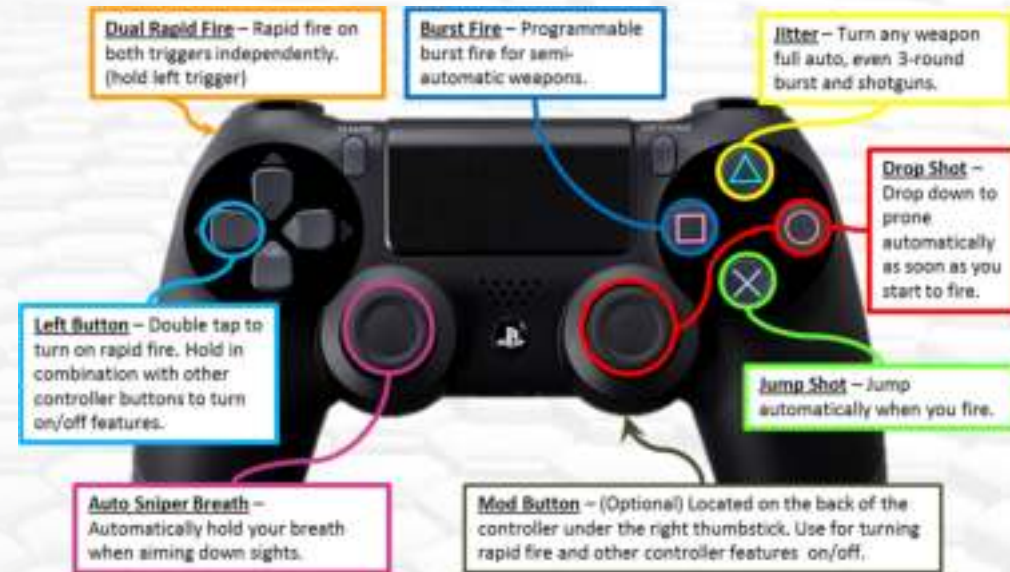 Dual Rapid Fire – Rapid fire on
both triggers independently.
(hold left trigger)
Burst Fire – Programmable
burst fire for semi-
automatic weapons.
Jitter – Turn any weapon
full auto, even 3-round
burst and shotguns.
Drop Shot –
Drop down to
prone
automatically
as soon as you
start to fire.
Left Button – Double tap to
turn on rapid fire. Hold in
combination with other
controller buttons to turn
on/off features.
Jump Shot – Jump
automatically when you fire.
Auto Sniper Breath –
Automatically hold your breath
when aiming down sights.
Mod Button – (Optional) Located on the back of the
controller under the right thumbstick. Use for turning
rapid fire and other controller features on/off.